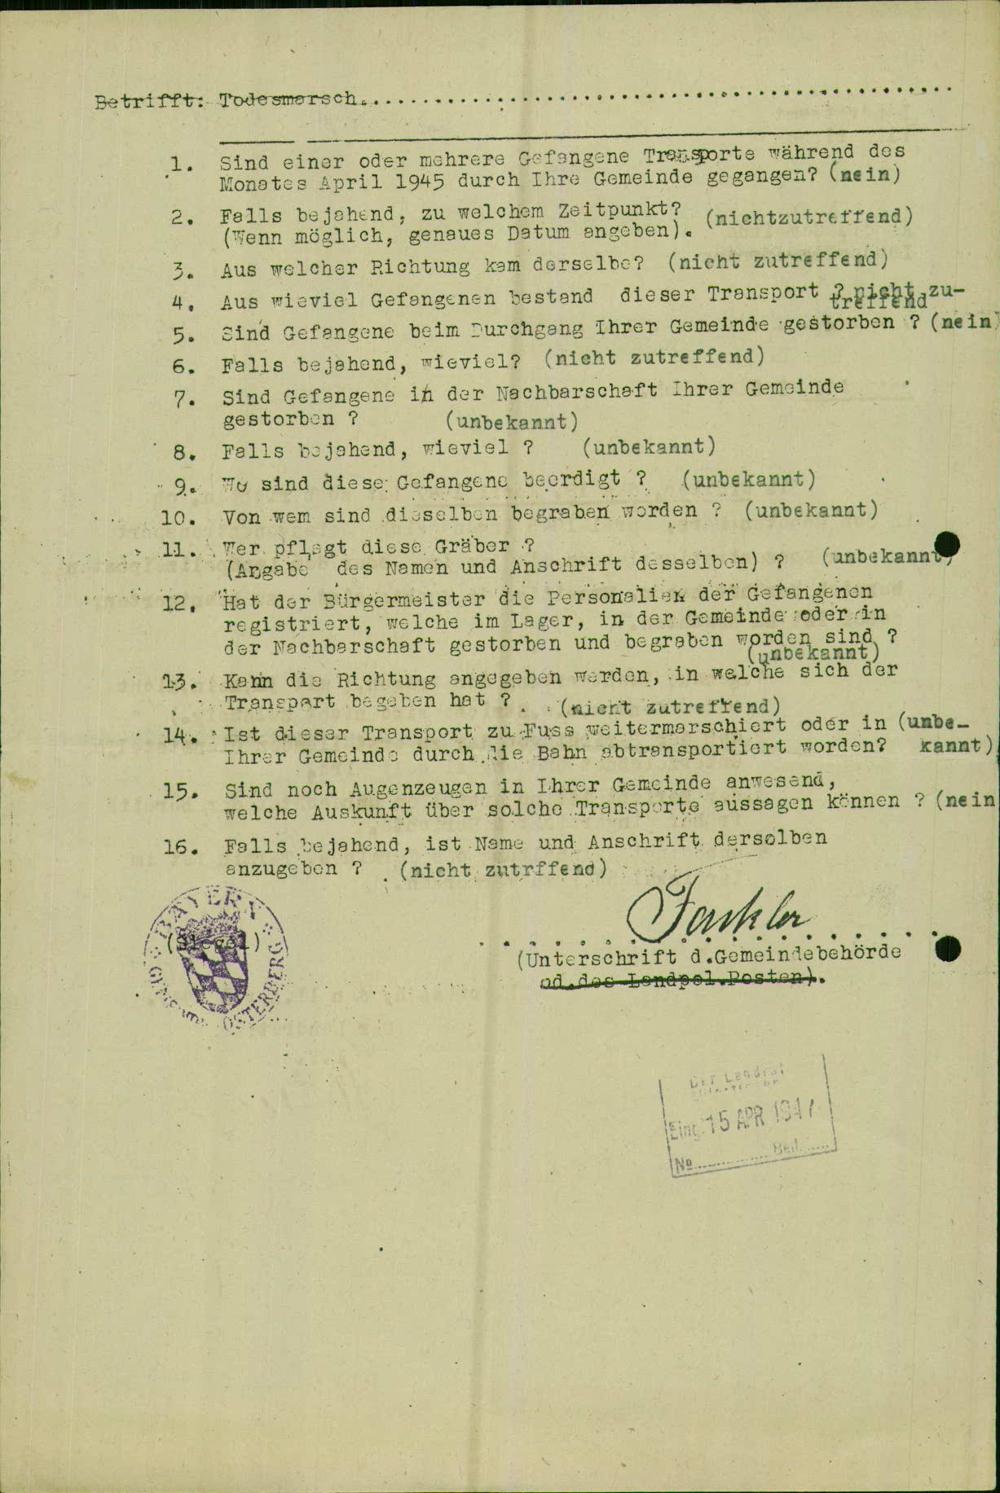 Betrifft: Todesmarsch.
1. Sind einer oder mehrere Gefangene Transporte während des
Monates April 1945 durch Ihre Gemeinde gegangen? (nein)
2. Falls bejahend, zu welchem Zeitpunkt? (nichtzutreffend)
(Wenn möglich, genaues Datum angeben).
3. Aus welcher Richtung kam derselbe? (nicht zutreffend)
4. Aus wieviel Gefangenen bestand dieser Transport ? nicht zu-
treffend
5. Sind Gefangene beim Durchgang Ihrer Gemeinde gestorben ? (nein)
6. Falls bejahend, wieviel? (nicht zutreffend)
7. Sind Gefangene in der Nachbarschaft Ihrer Gemeinde
gestorben ? (unbekannt)
8. Falls bejahend, wieviel ? (unbekannt)
9. Wo sind diese Gefangene beerdigt ? (unbekannt)
10. Von wem sind dieselben begraben worden ? (unbekannt)
11. Wer pflegt diese Gräber ?
(Angabe des Namen und Anschrift desselben) ? (unbekannt)
12. Hat der Bürgermeister die Personalien der Gefangenen
registriert, welche im Lager, in der Gemeinde oder in
der Nachbarschaft gestorben und begraben worden sind ?
(unbekannt)
13. Kann die Richtung angegeben werden, in welche sich der
Transport begeben hat ? (nicht zutreffend)
14. Ist dieser Transport zu Fuss weitermarschiert oder in (unbe-
Ihrer Gemeinde durch die Bahn abtransportiert worden? kannt)
15. Sind noch Augenzeugen in Ihrer Gemeinde anwesend,
welche Auskunft über solche Transporte aussagen können ? (nein
16. Falls bejahend, ist Name und Anschrift derselben
anzugeben ? (nicht zutrffend)
BAYERN
(Siegel)
OSTERBERG
(Unterschrift d.Gemeindebehörde
od.des Landpol.Posten).
Der Landrat
Eing. 15 APR 1947
No Beil.